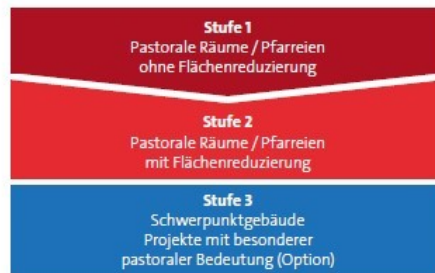 Stufe 1
Pastorale Räume / Pfarreien
ohne Flächenreduzierung
Stufe 2
Pastorale Räume / Pfarreien
mit Flächenreduzierung
Stufe 3
Schwerpunktgebäude
Projekte mit besonderer
pastoraler Bedeutung (Option)